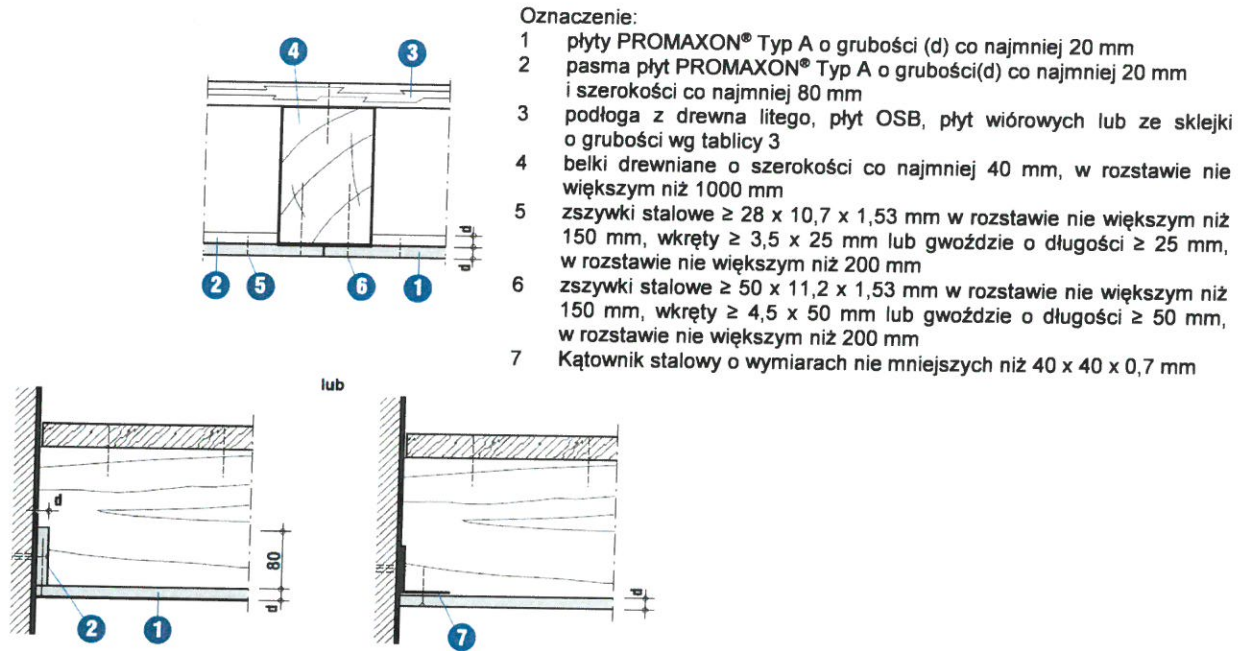 Oznaczenie:
1 płyty PROMAXON® Typ A o grubości (d) co najmniej 20 mm
2 pasma płyt PROMAXON® Typ A o grubości(d) co najmniej 20 mm
i szerokości co najmniej 80 mm
3 podłoga z drewna litego, płyt OSB, płyt wiórowych lub ze sklejki
o grubości wg tablicy 3
4 belki drewniane o szerokości co najmniej 40 mm, w rozstawie nie
większym niż 1000 mm
5 zszywki stalowe ≥ 28 x 10,7 x 1,53 mm w rozstawie nie większym niż
150 mm, wkręty ≥ 3,5 x 25 mm lub gwoździe o długości ≥ 25 mm,
w rozstawie nie większym niż 200 mm
6 zszywki stalowe ≥ 50 x 11,2 x 1,53 mm w rozstawie nie większym niż
150 mm, wkręty ≥ 4,5 x 50 mm lub gwoździe o długości ≥ 50 mm,
w rozstawie nie większym niż 200 mm
7 Kątownik stalowy o wymiarach nie mniejszych niż 40 x 40 x 0,7 mm
4
3
d
d
2
5
6
1
lub
d
80
d
2
1
d
7